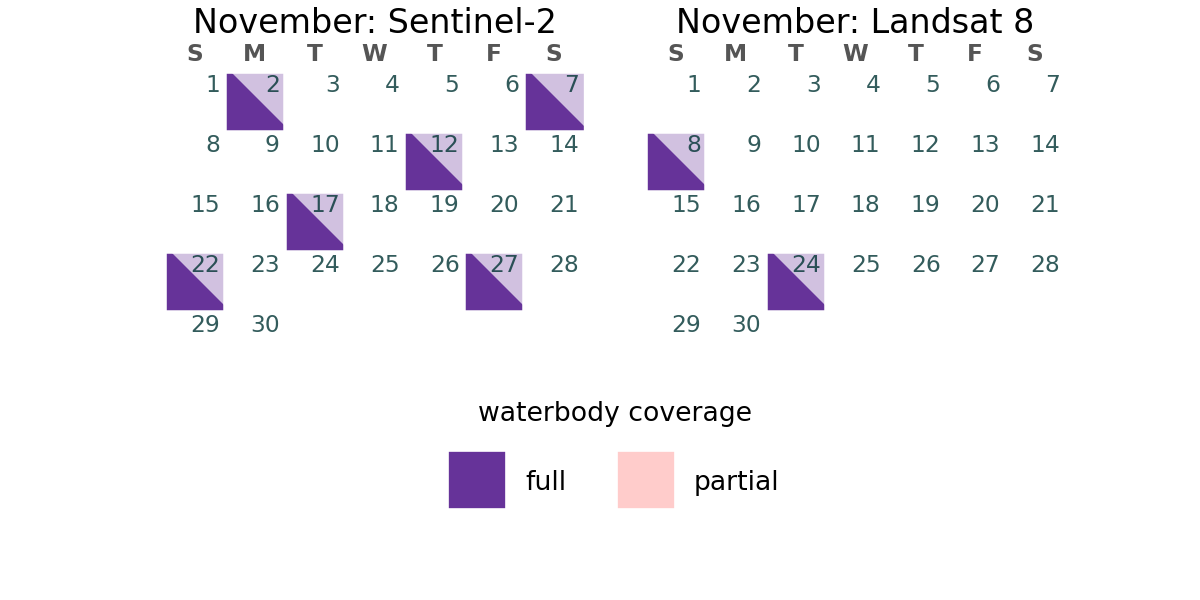 November: Sentinel-2
S M T W T F S
1 2 3 4 5 6 7
8 9 10 11 12 13 14
15 16 17 18 19 20 21
22 23 24 25 26 27 28
29 30
November: Landsat 8
S M T W T F S
1 2 3 4 5 6 7
8 9 10 11 12 13 14
15 16 17 18 19 20 21
22 23 24 25 26 27 28
29 30
waterbody coverage
full partial